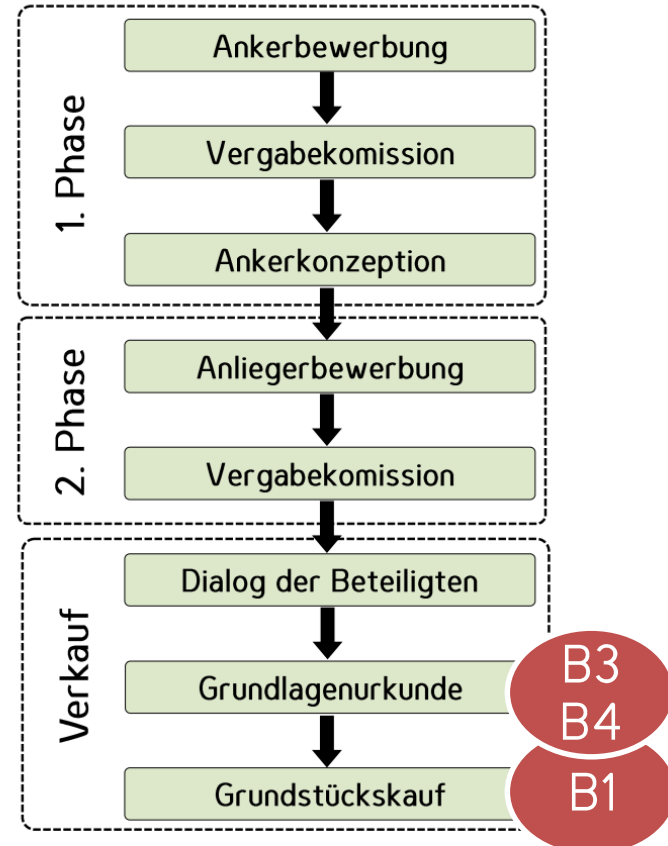 1. Phase
Ankerbewerbung
Vergabekomission
Ankerkonzeption
2. Phase
Anliegerbewerbung
Vergabekomission
Verkauf
Dialog der Beteiligten
Grundlagenurkunde
B3
B4
Grundstückskauf
B1